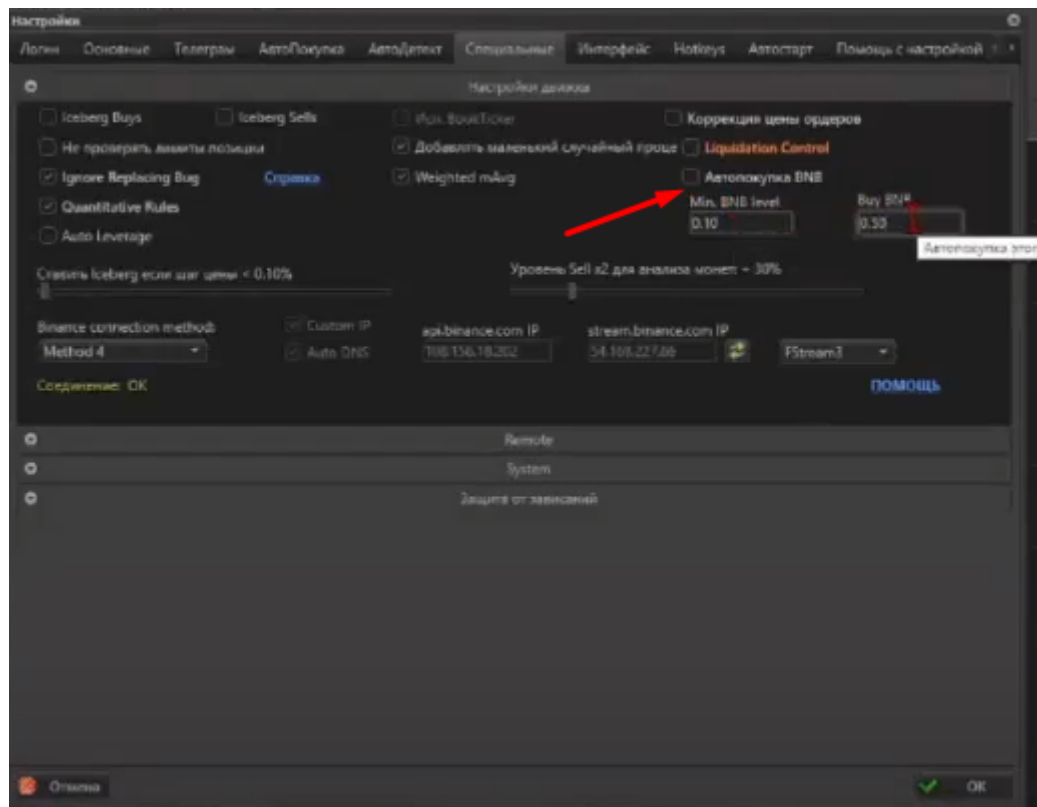 Настройки
Логин Основные Телеграм АвтоПокупка АвтоДетект Специальные Интерфейс Hotkeys Автостарт Помощь с настройкой
Настройки движка
Iceberg Buys Iceberg Sells Исп. BookTicker Коррекция цены ордеров
Не проверять лимиты позиции Добавлять маленький случайный проце Liquidation Control
Ignore Replacing Bug Справка Weighted mAvg Автопокупка BNB
Quantitative Rules Min. BNB level Buy BNB
0.10 0.50
Auto Leverage
Автопокупка этог
Ставить Iceberg если шаг цены < 0.10% Уровень Sell x2 для анализа монет: - 30%
Binance connection method: Custom IP api.binance.com IP stream.binance.com IP
Method 4 Auto DNS FStream3
Соединение: OK ПОМОЩЬ
Remote
System
Защита от зависаний
Отмена OK